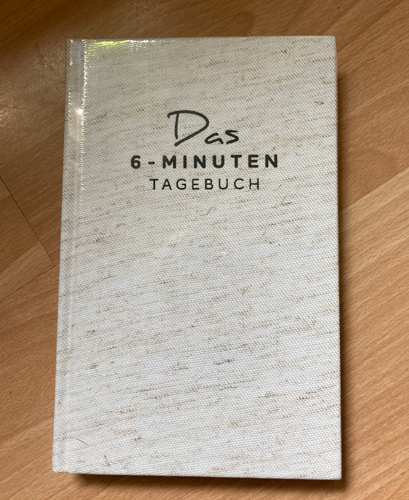 Das
6-MINUTEN
TAGEBUCH